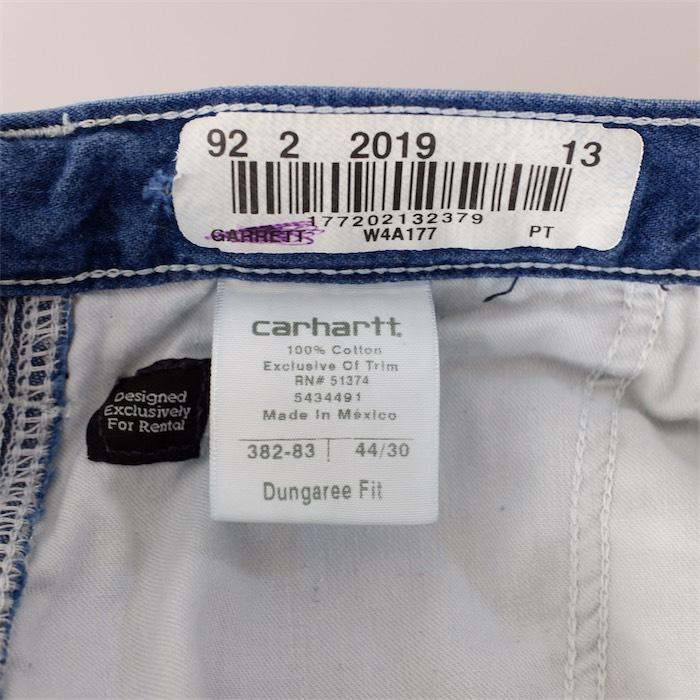 92 2 2019 13
177202132379
GARRETT W4A177 PT
carhartt
100% Cotton
Exclusive Of Trim
RN# 51374
5434491
Made In México
382-83 44/30
Dungaree Fit
Designed
Exclusively
For Rental